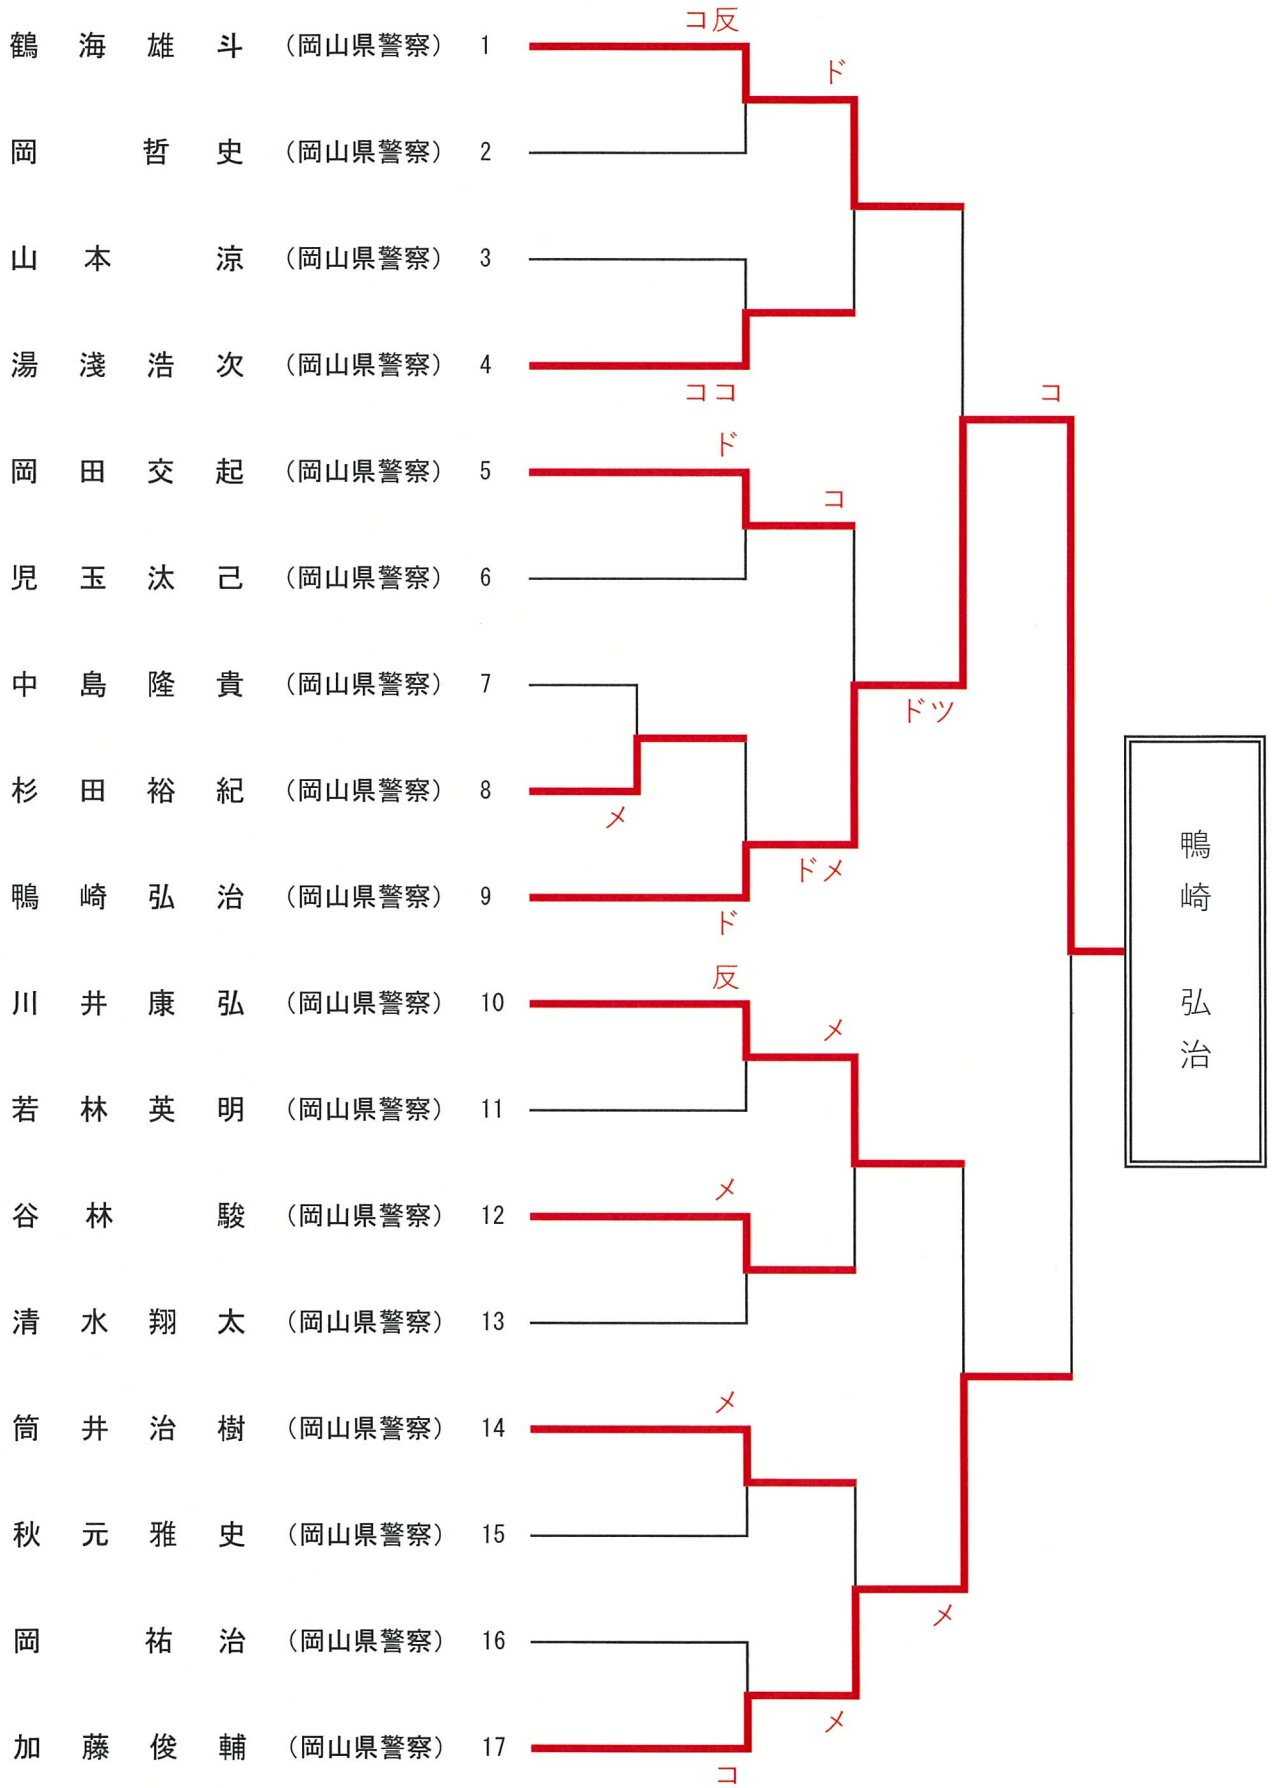 コ反
鶴海雄斗 (岡山県警察) 1
ド
岡 哲史 (岡山県警察) 2
山本 涼 (岡山県警察) 3
湯淺浩次 (岡山県警察) 4
ココ
コ
ド
岡田交起 (岡山県警察) 5
コ
児玉汰己 (岡山県警察) 6
中島隆貴 (岡山県警察) 7
ドツ
杉田裕紀 (岡山県警察) 8
メ
ドメ
鴨崎弘治 (岡山県警察) 9
ド
鴨崎 弘治
反
川井康弘 (岡山県警察) 10
メ
若林英明 (岡山県警察) 11
メ
谷林 駿 (岡山県警察) 12
清水翔太 (岡山県警察) 13
メ
筒井治樹 (岡山県警察) 14
秋元雅史 (岡山県警察) 15
メ
岡 祐治 (岡山県警察) 16
メ
加藤俊輔 (岡山県警察) 17
コ